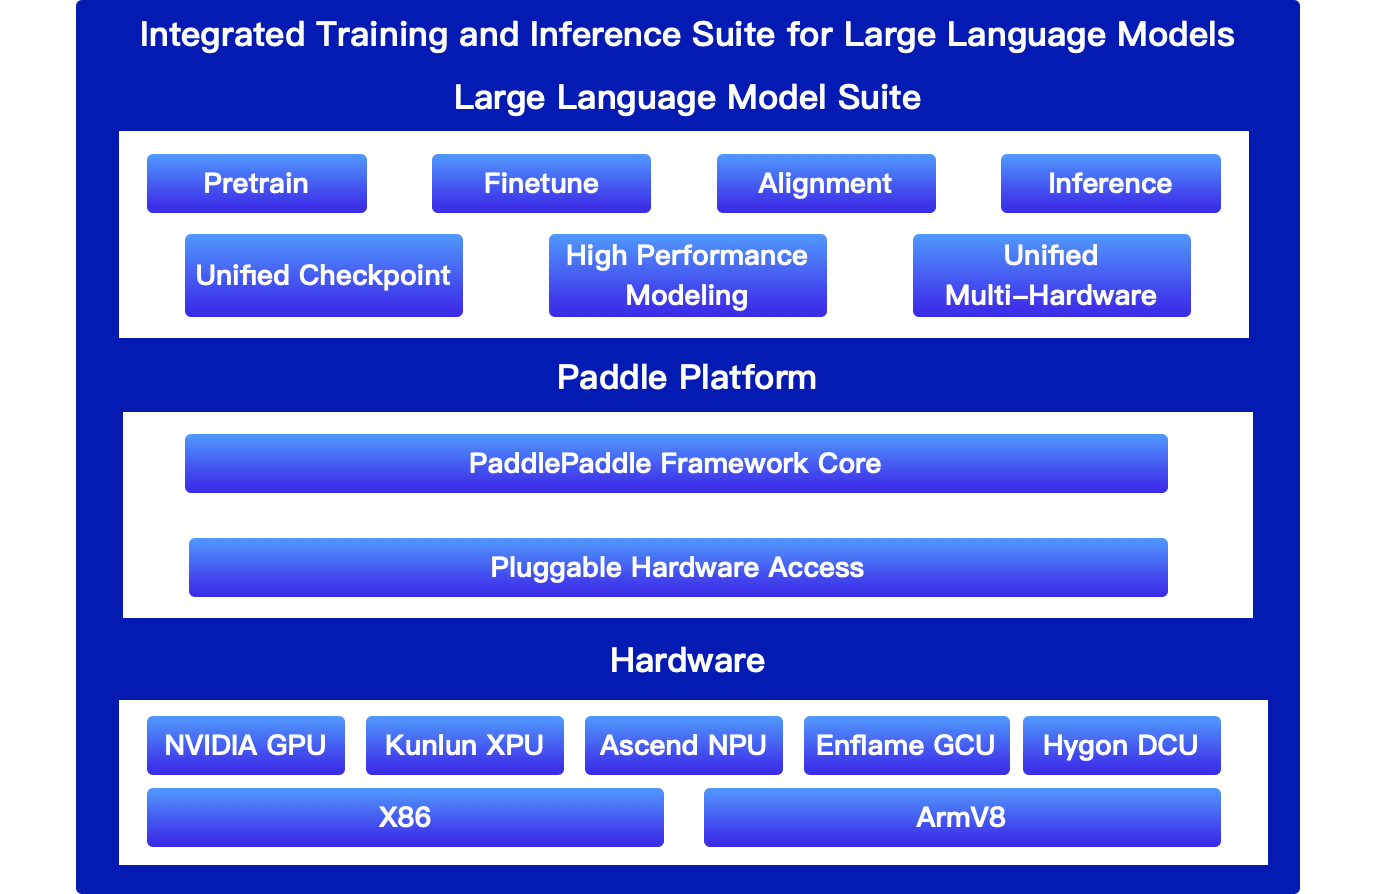 Integrated Training and Inference Suite for Large Language Models
Large Language Model Suite
Pretrain
Finetune
Alignment
Inference
Unified Checkpoint
High Performance
Modeling
Unified
Multi-Hardware
Paddle Platform
PaddlePaddle Framework Core
Pluggable Hardware Access
Hardware
NVIDIA GPU
Kunlun XPU
Ascend NPU
Enflame GCU
Hygon DCU
X86
ArmV8